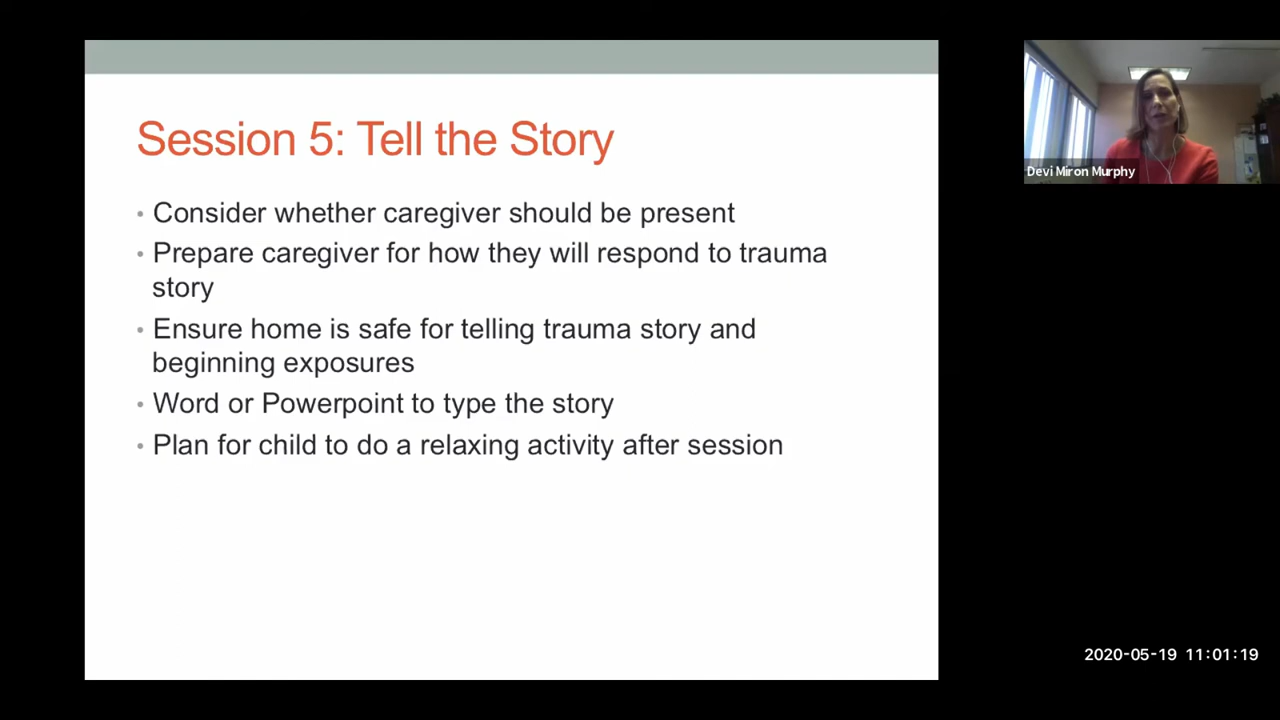 Session 5: Tell the Story
• Consider whether caregiver should be present
• Prepare caregiver for how they will respond to trauma
story
• Ensure home is safe for telling trauma story and
beginning exposures
• Word or Powerpoint to type the story
• Plan for child to do a relaxing activity after session
Devi Miron Murphy
2020-05-19 11:01:19